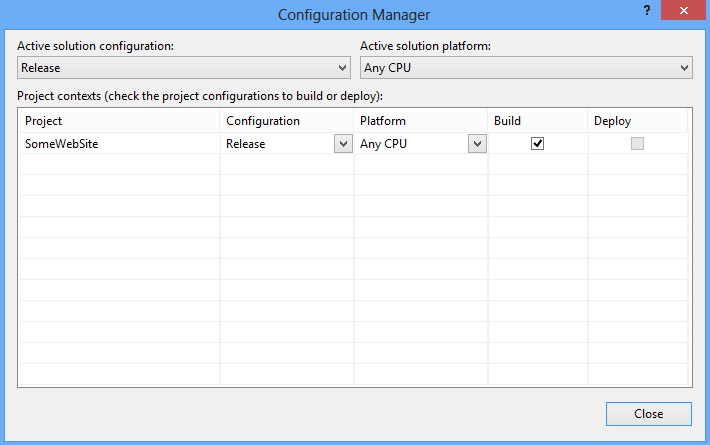 Configuration Manager
?
Active solution configuration: Active solution platform:
Release Any CPU
Project contexts (check the project configurations to build or deploy):
Project Configuration Platform Build Deploy
SomeWebSite Release Any CPU
Close